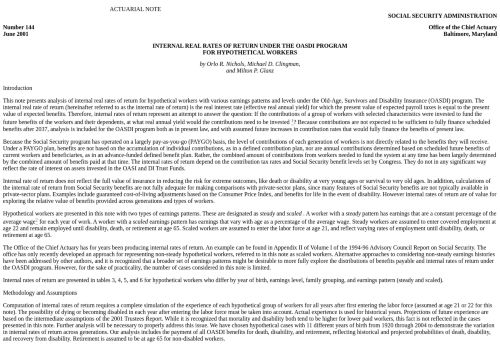 ACTUARIAL NOTE
SOCIAL SECURITY ADMINISTRATION
Number 144
Office of the Chief Actuary
June 2001
Baltimore, Maryland
INTERNAL REAL RATES OF RETURN UNDER THE OASDI PROGRAM
FOR HYPOTHETICAL WORKERS
by Orlo R. Nichols, Michael D. Clingman,
and Milton P. Glanz
Introduction
This note presents analysis of internal real rates of return for hypothetical workers with various earnings patterns and levels under the Old-Age, Survivors and Disability Insurance (OASDI) program. The
internal real rate of return (hereinafter referred to as the internal rate of return) is the real interest rate (effective real annual yield) for which the present value of expected payroll taxes is equal to the present
value of expected benefits. Therefore, internal rates of return represent an attempt to answer the question: If the contributions of a group of workers with selected characteristics were invested to fund the
future benefits of the workers and their dependents, at what real annual yield would the contributions need to be invested ? Because contributions are not expected to be sufficient to fully finance scheduled
benefits after 2037, analysis is included for the OASDI program both as in present law, and with assumed future increases in contribution rates that would fully finance the benefits of present law.
Because the Social Security program has operated on a largely pay-as-you-go (PAYGO) basis, the level of contributions of each generation of workers is not directly related to the benefits they will receive.
Under a PAYGO plan, benefits are not based on the accumulation of individual contributions, as in a defined contribution plan, nor are annual contributions determined based on scheduled future benefits of
current workers and beneficiaries, as in an advance-funded defined benefit plan. Rather, the combined amount of contributions from workers needed to fund the system at any time has been largely determined
by the combined amount of benefits paid at that time. The internal rates of return depend on the contribution tax rates and Social Security benefit levels set by Congress. They do not in any significant way
reflect the rate of interest on assets invested in the OASI and DI Trust Funds.
Internal rate of return does not reflect the full value of insurance in reducing the risk for extreme outcomes, like death or disability at very young ages or survival to very old ages. In addition, calculations of
the internal rate of return from Social Security benefits are not fully adequate for making comparisons with private-sector plans, since many features of Social Security benefits are not typically available in
private-sector plans. Examples include guaranteed cost-of-living adjustments based on the Consumer Price Index, and benefits for life in the event of disability. However internal rates of return are of value for
exploring the relative value of benefits provided across generations and types of workers.
Hypothetical workers are presented in this note with two types of earnings patterns. These are designated as steady and scaled . A worker with a steady pattern has earnings that are a constant percentage of the
average wage for each year of work. A worker with a scaled earnings pattern has earnings that vary with age as a percentage of the average wage. Steady workers are assumed to enter covered employment at
age 22 and remain employed until disability, death, or retirement at age 65. Scaled workers are assumed to enter the labor force at age 21, and reflect varying rates of employment until disability, death, or
retirement at age 65.
The Office of the Chief Actuary has for years been producing internal rates of return. An example can be found in Appendix II of Volume I of the 1994-96 Advisory Council Report on Social Security. The
office has only recently developed an approach for representing non-steady hypothetical workers, referred to in this note as scaled workers. Alternative approaches to considering non-steady earnings histories
have been addressed by other authors, and it is recognized that a broader set of earnings patterns might be desirable to more fully explore the distributions of benefits payable and internal rates of return under
the OASDI program. However, for the sake of practicality, the number of cases considered in this note is limited.
Internal rates of return are presented in tables 3, 4, 5, and 6 for hypothetical workers who differ by year of birth, earnings level, family grouping, and earnings pattern (steady and scaled).
Methodology and Assumptions
Computation of internal rates of return requires a complete simulation of the experience of each hypothetical group of workers for all years after first entering the labor force (assumed at age 21 or 22 for this
note). The possibility of dying or becoming disabled in each year after entering the labor force must be taken into account. Actual experience is used for historical years. Projections of future experience are
based on the intermediate assumptions of the 2001 Trustees Report. While it is recognized that mortality and disability both tend to be higher for lower paid workers, this fact is not reflected in the cases
presented in this note. Further analysis will be necessary to properly address this issue. We have chosen hypothetical cases with 11 different years of birth from 1920 through 2004 to demonstrate the variation
in internal rates of return across generations. Our analysis includes the payment of all OASDI benefits for death, disability, and retirement, reflecting historical and projected probabilities of death, disability,
and recovery from disability. Retirement is assumed to be at age 65 for non-disabled workers.